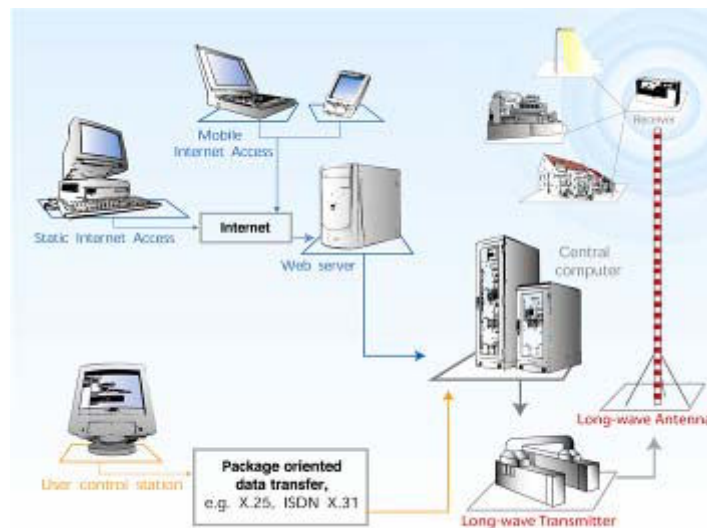 Mobile
Internet Access
Receiver
Static Internet Access
Internet
Web server
Central
computer
Long-wave Antenna
User control station
Package oriented
data transfer,
e.g. X.25, ISDN X.31
Long-wave Transmitter